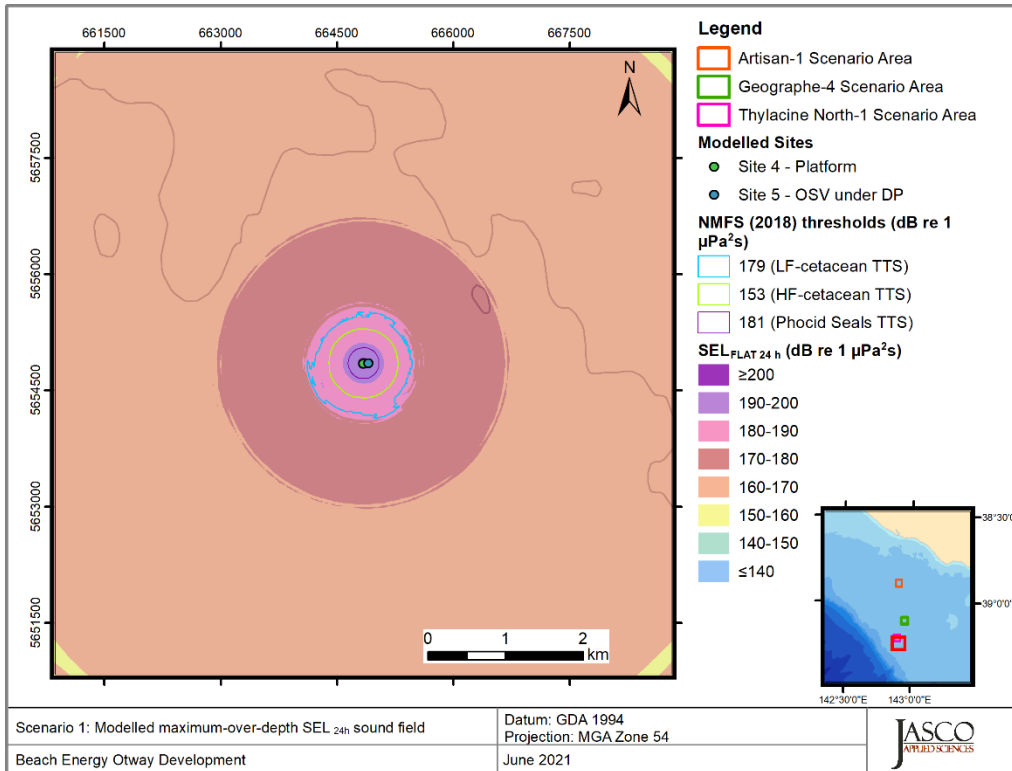 661500 663000 664500 666000 667500
5657500
5656000
5654500
5653000
5651500
N
0 1 2
km
Legend
Artisan-1 Scenario Area
Geographe-4 Scenario Area
Thylacine North-1 Scenario Area
Modelled Sites
Site 4 - Platform
Site 5 - OSV under DP
NMFS (2018) thresholds (dB re 1
µPa²s)
179 (LF-cetacean TTS)
153 (HF-cetacean TTS)
181 (Phocid Seals TTS)
SEL FLAT 24 h (dB re 1 µPa²s)
≥200
190-200
180-190
170-180
160-170
150-160
140-150
≤140
38°30'0
39°0'0
142°30'0"E 143°0'0"E
Scenario 1: Modelled maximum-over-depth SEL 24h sound field
Datum: GDA 1994
Projection: MGA Zone 54
Beach Energy Otway Development
June 2021
JASCO
APPLIED SCIENCES